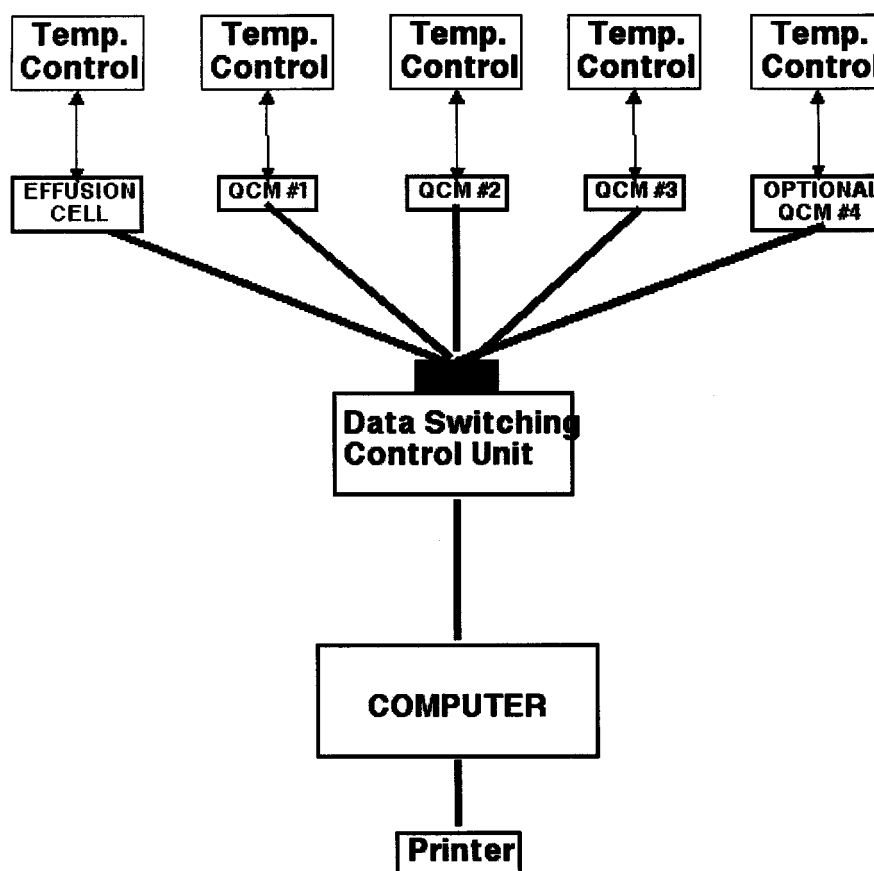 Temp.
Control
Temp.
Control
Temp.
Control
Temp.
Control
Temp.
Control
EFFUSION
CELL
QCM #1
QCM #2
QCM #3
OPTIONAL
QCM #4
Data Switching
Control Unit
COMPUTER
Printer